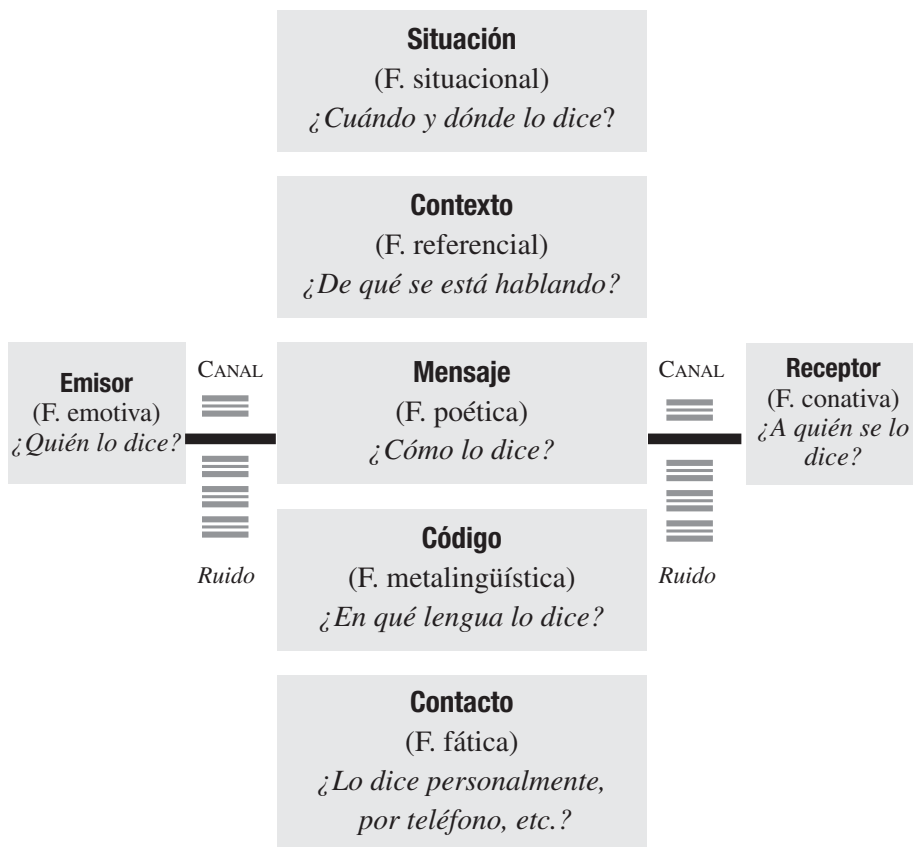 Situación
(F. situacional)
¿Cuándo y dónde lo dice?
Contexto
(F. referencial)
¿De qué se está hablando?
Emisor
(F. emotiva)
¿Quién lo dice?
CANAL
Ruido
Mensaje
(F. poética)
¿Cómo lo dice?
CANAL
Ruido
Receptor
(F. conativa)
¿A quién se lo
dice?
Código
(F. metalingüística)
¿En qué lengua lo dice?
Contacto
(F. fática)
¿Lo dice personalmente,
por teléfono, etc.?